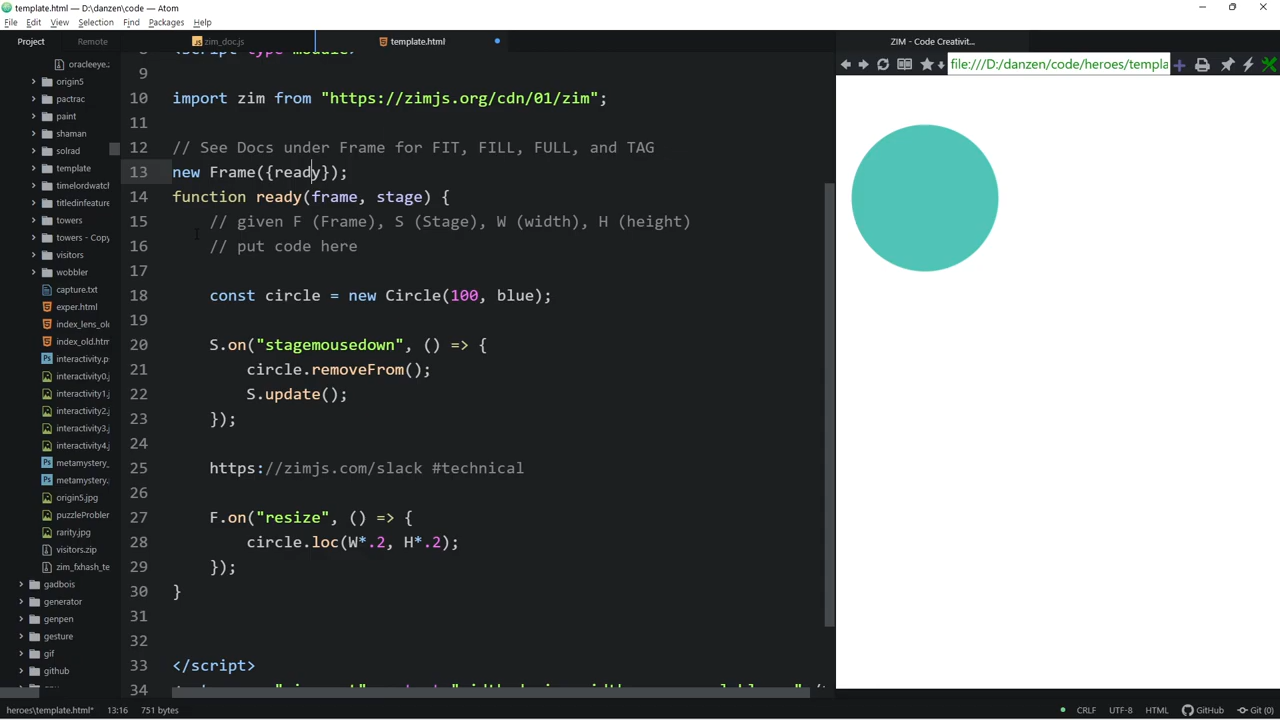 template.html — D:\danzen\code — Atom
File Edit View Selection Find Packages Help
Project Remote zim_doc.js template.html ZIM - Code Creativit...
file:///D:/danzen/code/heroes/templa
oracleeye.
origin5
pactrac
paint
shaman
solrad
template
timelordwatch
titledinfeature
towers
towers - Copy
visitors
wobbler
capture.txt
exper.html
index_lens_old
index_old.htm
interactivity.p
interactivity0.j
interactivity1.j
interactivity2.j
interactivity3.j
interactivity4.j
metamystery_
metamystery.
origin5.jpg
puzzleProbler
rarity.jpg
visitors.zip
zim_fxhash_te
gadbois
generator
genpen
gesture
gif
github
9
10 import zim from "https://zimjs.org/cdn/01/zim";
11
12 // See Docs under Frame for FIT, FILL, FULL, and TAG
13 new Frame({ready});
14 function ready(frame, stage) {
15 // given F (Frame), S (Stage), W (width), H (height)
16 // put code here
17
18 const circle = new Circle(100, blue);
19
20 S.on("stagemousedown", () => {
21 circle.removeFrom();
22 S.update();
23 });
24
25 https://zimjs.com/slack #technical
26
27 F.on("resize", () => {
28 circle.loc(W*.2, H*.2);
29 });
30 }
31
32
33 </script>
34
heroes\template.html* 13:16 751 bytes CRLF UTF-8 HTML GitHub Git (0)